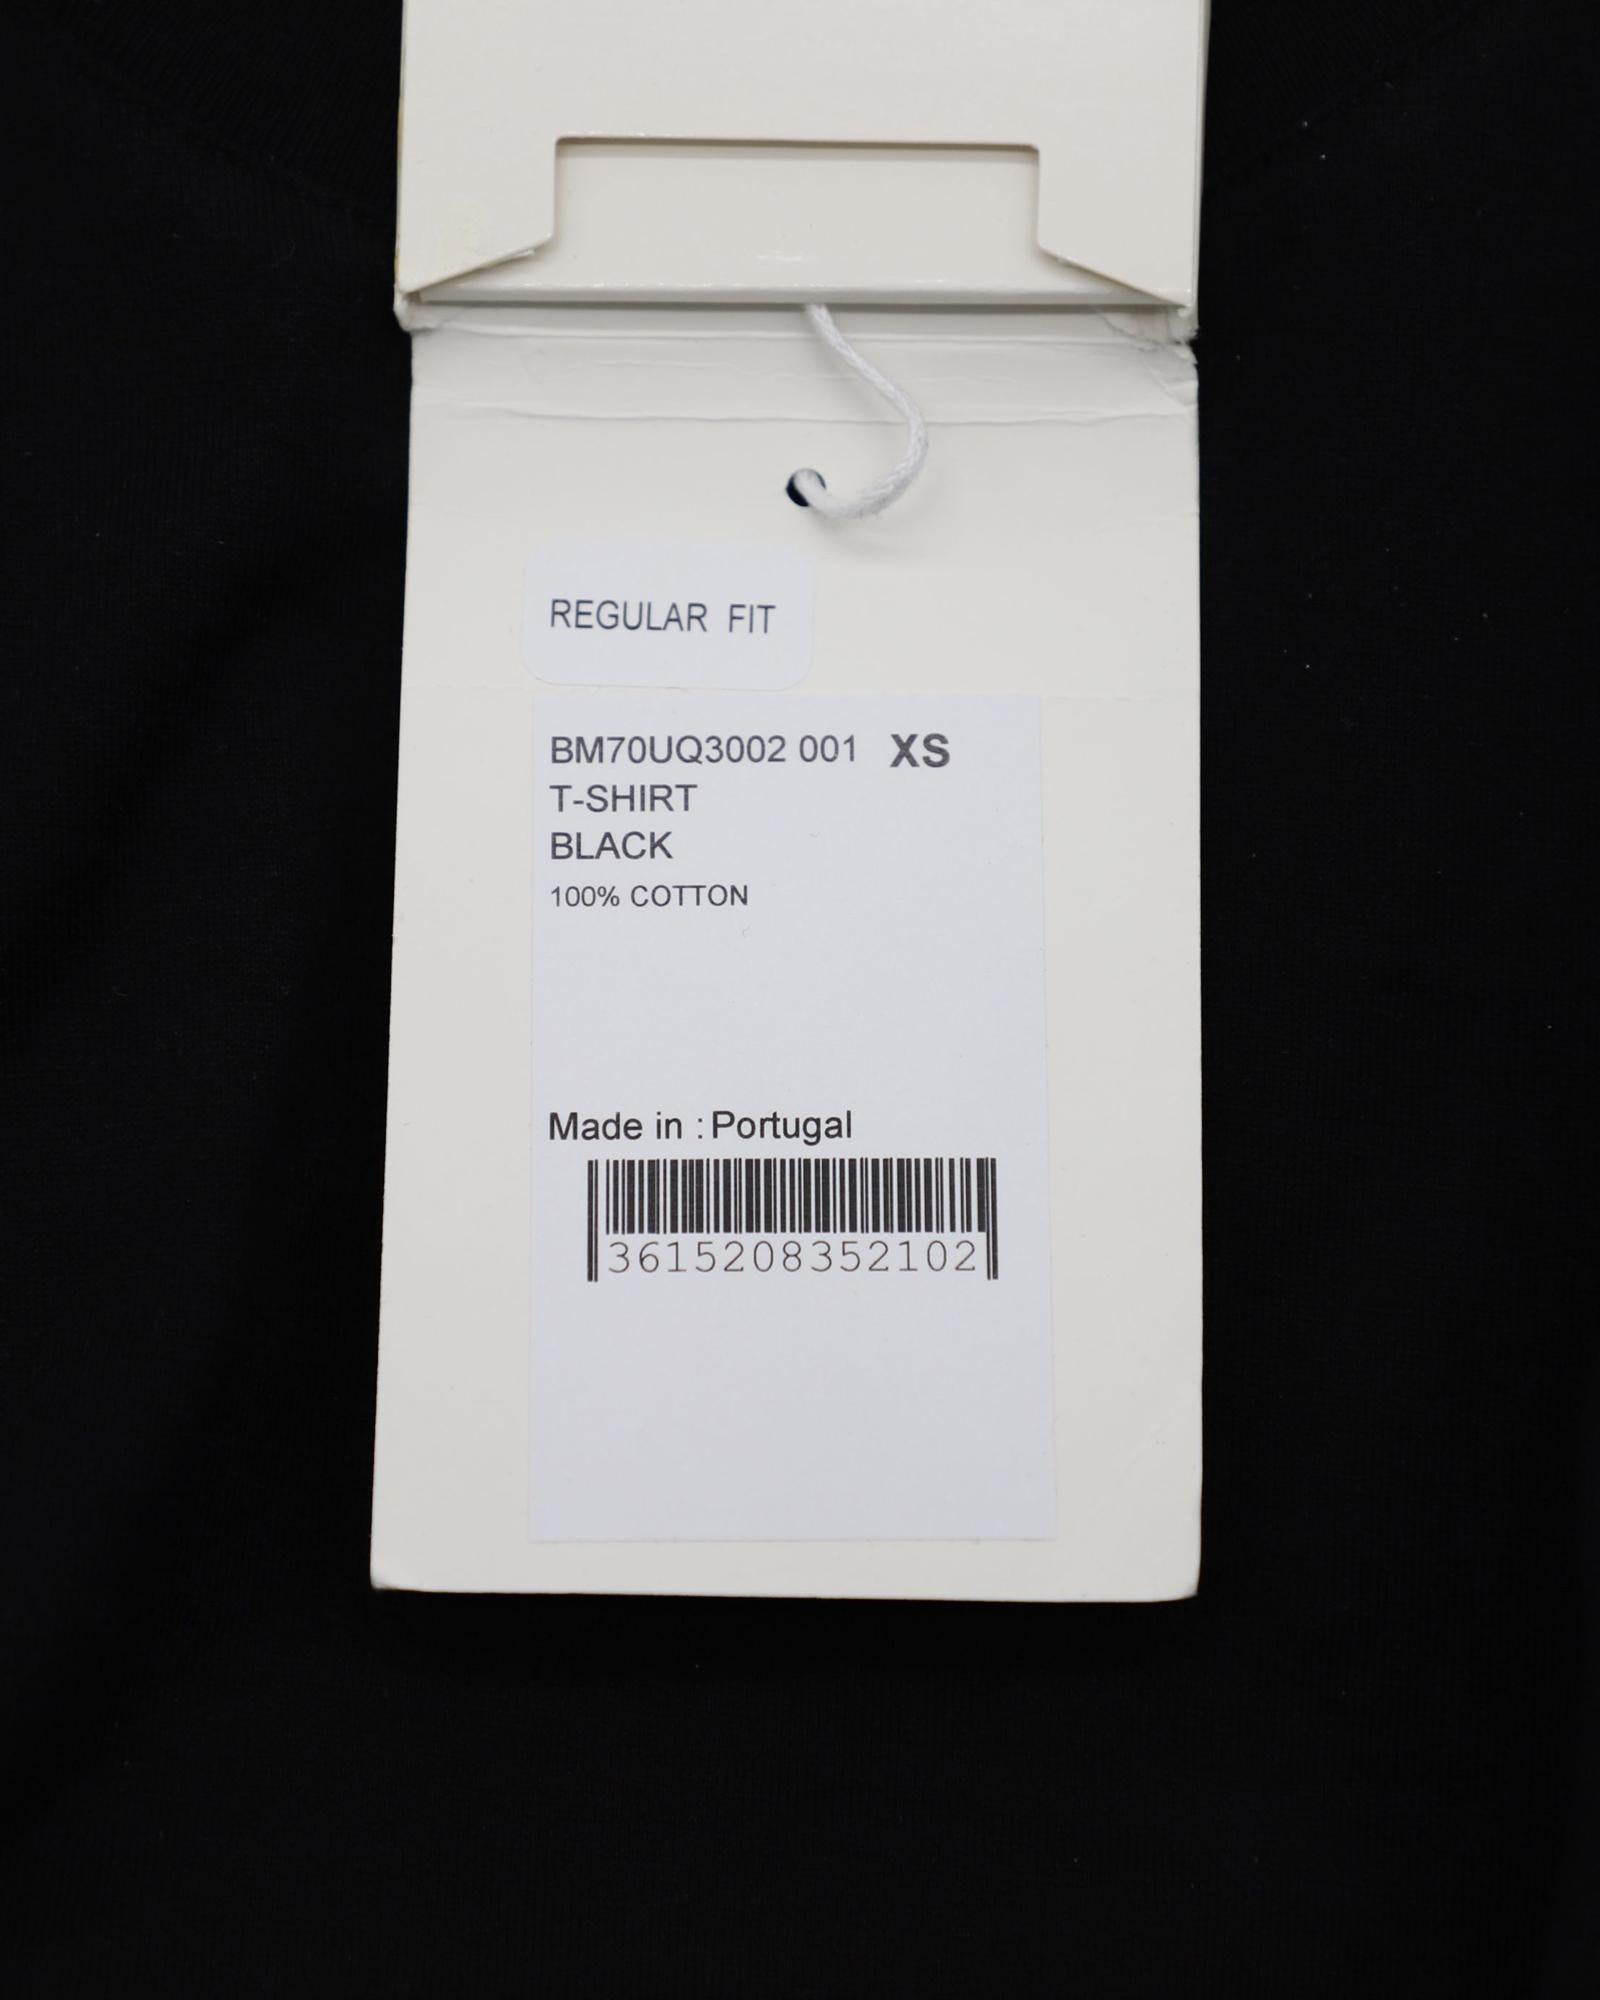 REGULAR FIT
BM70UQ3002 001 XS
T-SHIRT
BLACK
100% COTTON
Made in : Portugal
3615208352102